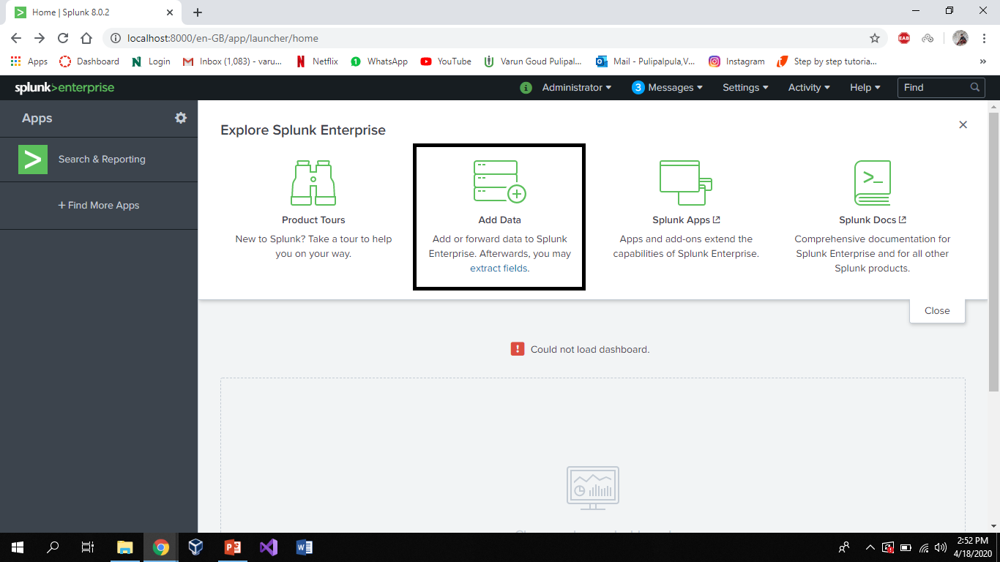 Home | Splunk 8.0.2
localhost:8000/en-GB/app/launcher/home
EAB
Apps Dashboard Login Inbox (1,083) - varu... Netflix 1 WhatsApp YouTube Varun Goud Pulipal... Mail - Pulipalpula,V... Instagram Step by step tutoria... »
splunk>enterprise i Administrator 3 Messages Settings Activity Help Find
Apps
Search & Reporting
+ Find More Apps
Explore Splunk Enterprise
Product Tours
New to Splunk? Take a tour to help
you on your way.
Add Data
Add or forward data to Splunk
Enterprise. Afterwards, you may
extract fields.
Splunk Apps
Apps and add-ons extend the
capabilities of Splunk Enterprise.
Splunk Docs
Comprehensive documentation for
Splunk Enterprise and for all other
Splunk products.
Close
! Could not load dashboard.
2:52 PM
4/18/2020